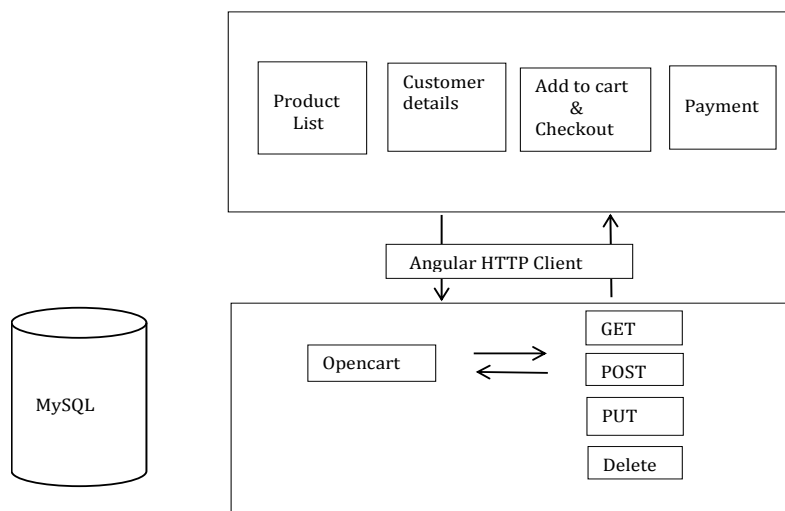 Product
List
Customer
details
Add to cart
&
Checkout
Payment
Angular HTTP Client
MySQL
Opencart
GET
POST
PUT
Delete